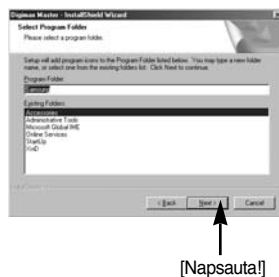 Digimax Master - InstallShield Wizard
Select Program Folder
Please select a program folder.
Setup will add program icons to the Program Folder listed below. You may type a new folder
name, or select one from the existing folders list. Click Next to continue.
Program Folder:
Samsung
Existing Folders:
Accessories
Administrative Tools
Microsoft Global IME
Online Services
StartUp
XnD
< Back
Next >
Cancel
[Napsauta!]